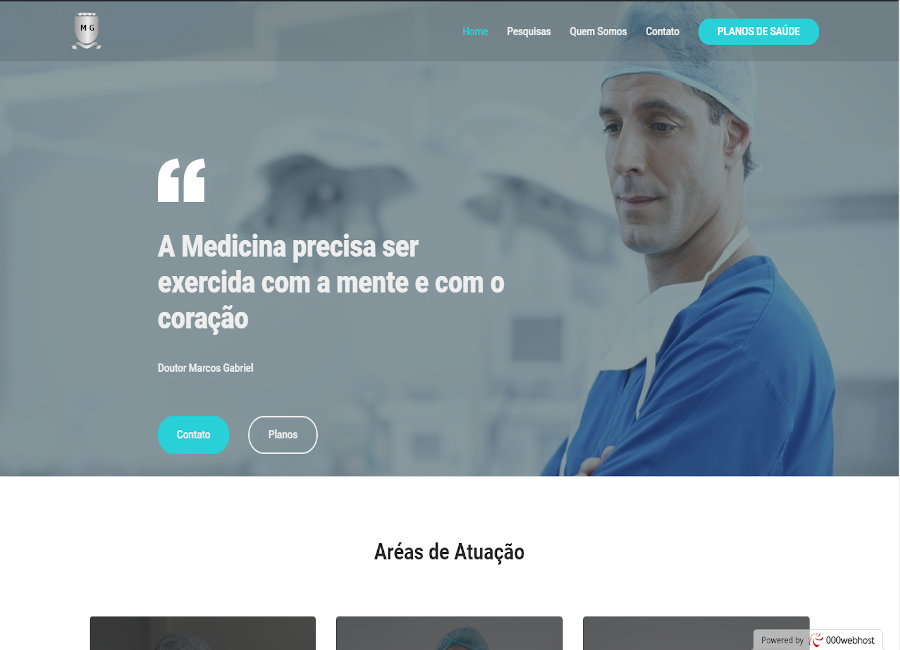 M G
Home Pesquisas Quem Somos Contato PLANOS DE SAÚDE
“
A Medicina precisa ser
exercida com a mente e com o
coração
Doutor Marcos Gabriel
Contato Planos
Aréas de Atuação
Powered by 000webhost